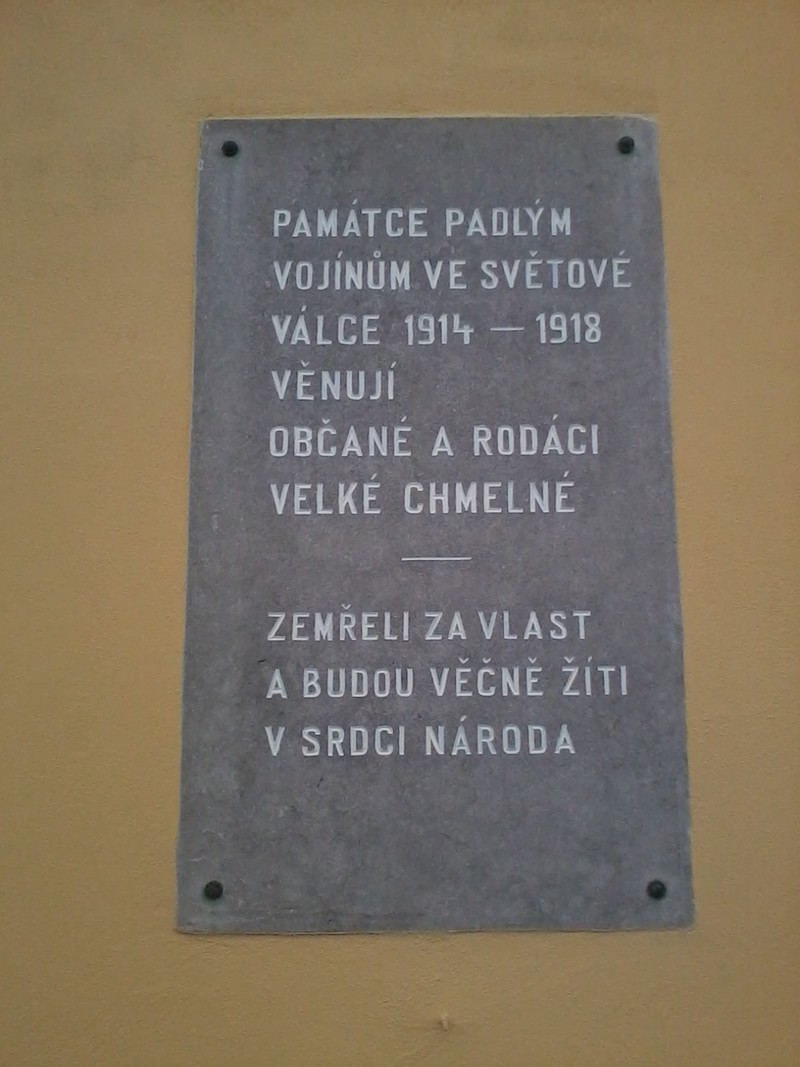 PAMÁTCE PADLÝM
VOJÍNŮM VE SVĚTOVÉ
VÁLCE 1914 — 1918
VĚNUJÍ
OBČANÉ A RODÁCI
VELKÉ CHMELNÉ
ZEMŘELI ZA VLAST
A BUDOU VĚČNĚ ŽÍTI
V SRDCI NÁRODA